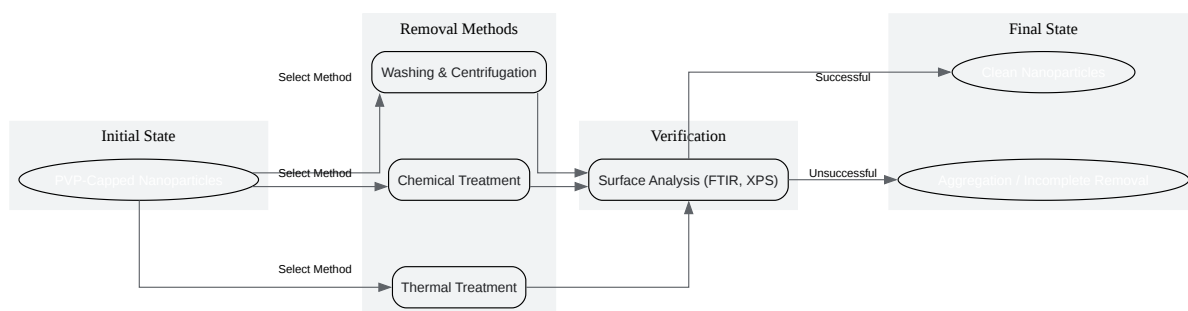 Initial State
PVP-Capped Nanoparticles
Select Method
Select Method
Select Method
Removal Methods
Washing & Centrifugation
Chemical Treatment
Thermal Treatment
Verification
Surface Analysis (FTIR, XPS)
Successful
Unsuccessful
Final State
Clean Nanoparticles
Aggregation / Incomplete Removal